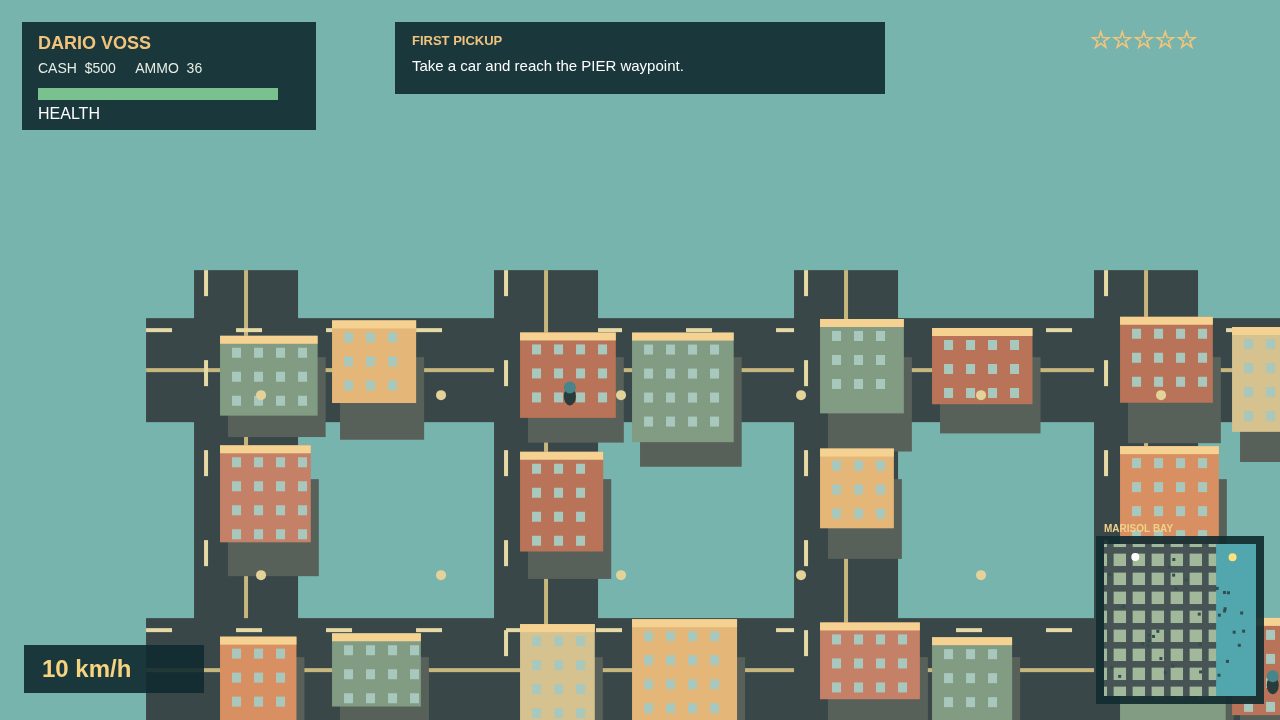 DARIO VOSS
CASH $500 AMMO 36
HEALTH
FIRST PICKUP
Take a car and reach the PIER waypoint.
MARISOL BAY
10 km/h